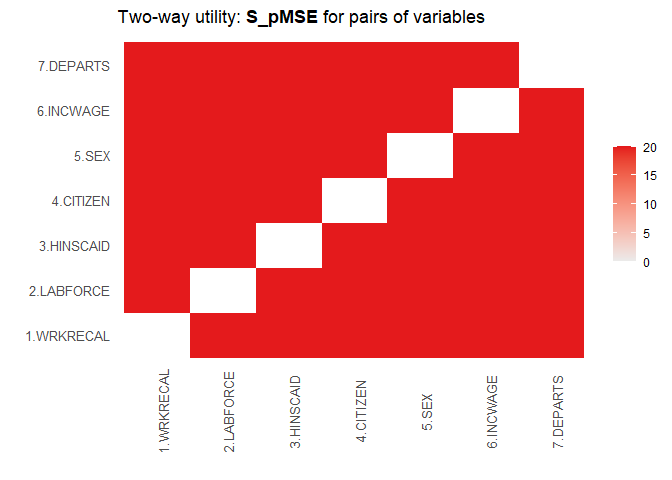 Two-way utility: S_pMSE for pairs of variables
7.DEPARTS
6.INCWAGE
5.SEX
4.CITIZEN
3.HINSCAID
2.LABFORCE
1.WRKRECAL
20
15
10
5
0
1.WRKRECAL
2.LABFORCE
3.HINSCAID
4.CITIZEN
5.SEX
6.INCWAGE
7.DEPARTS